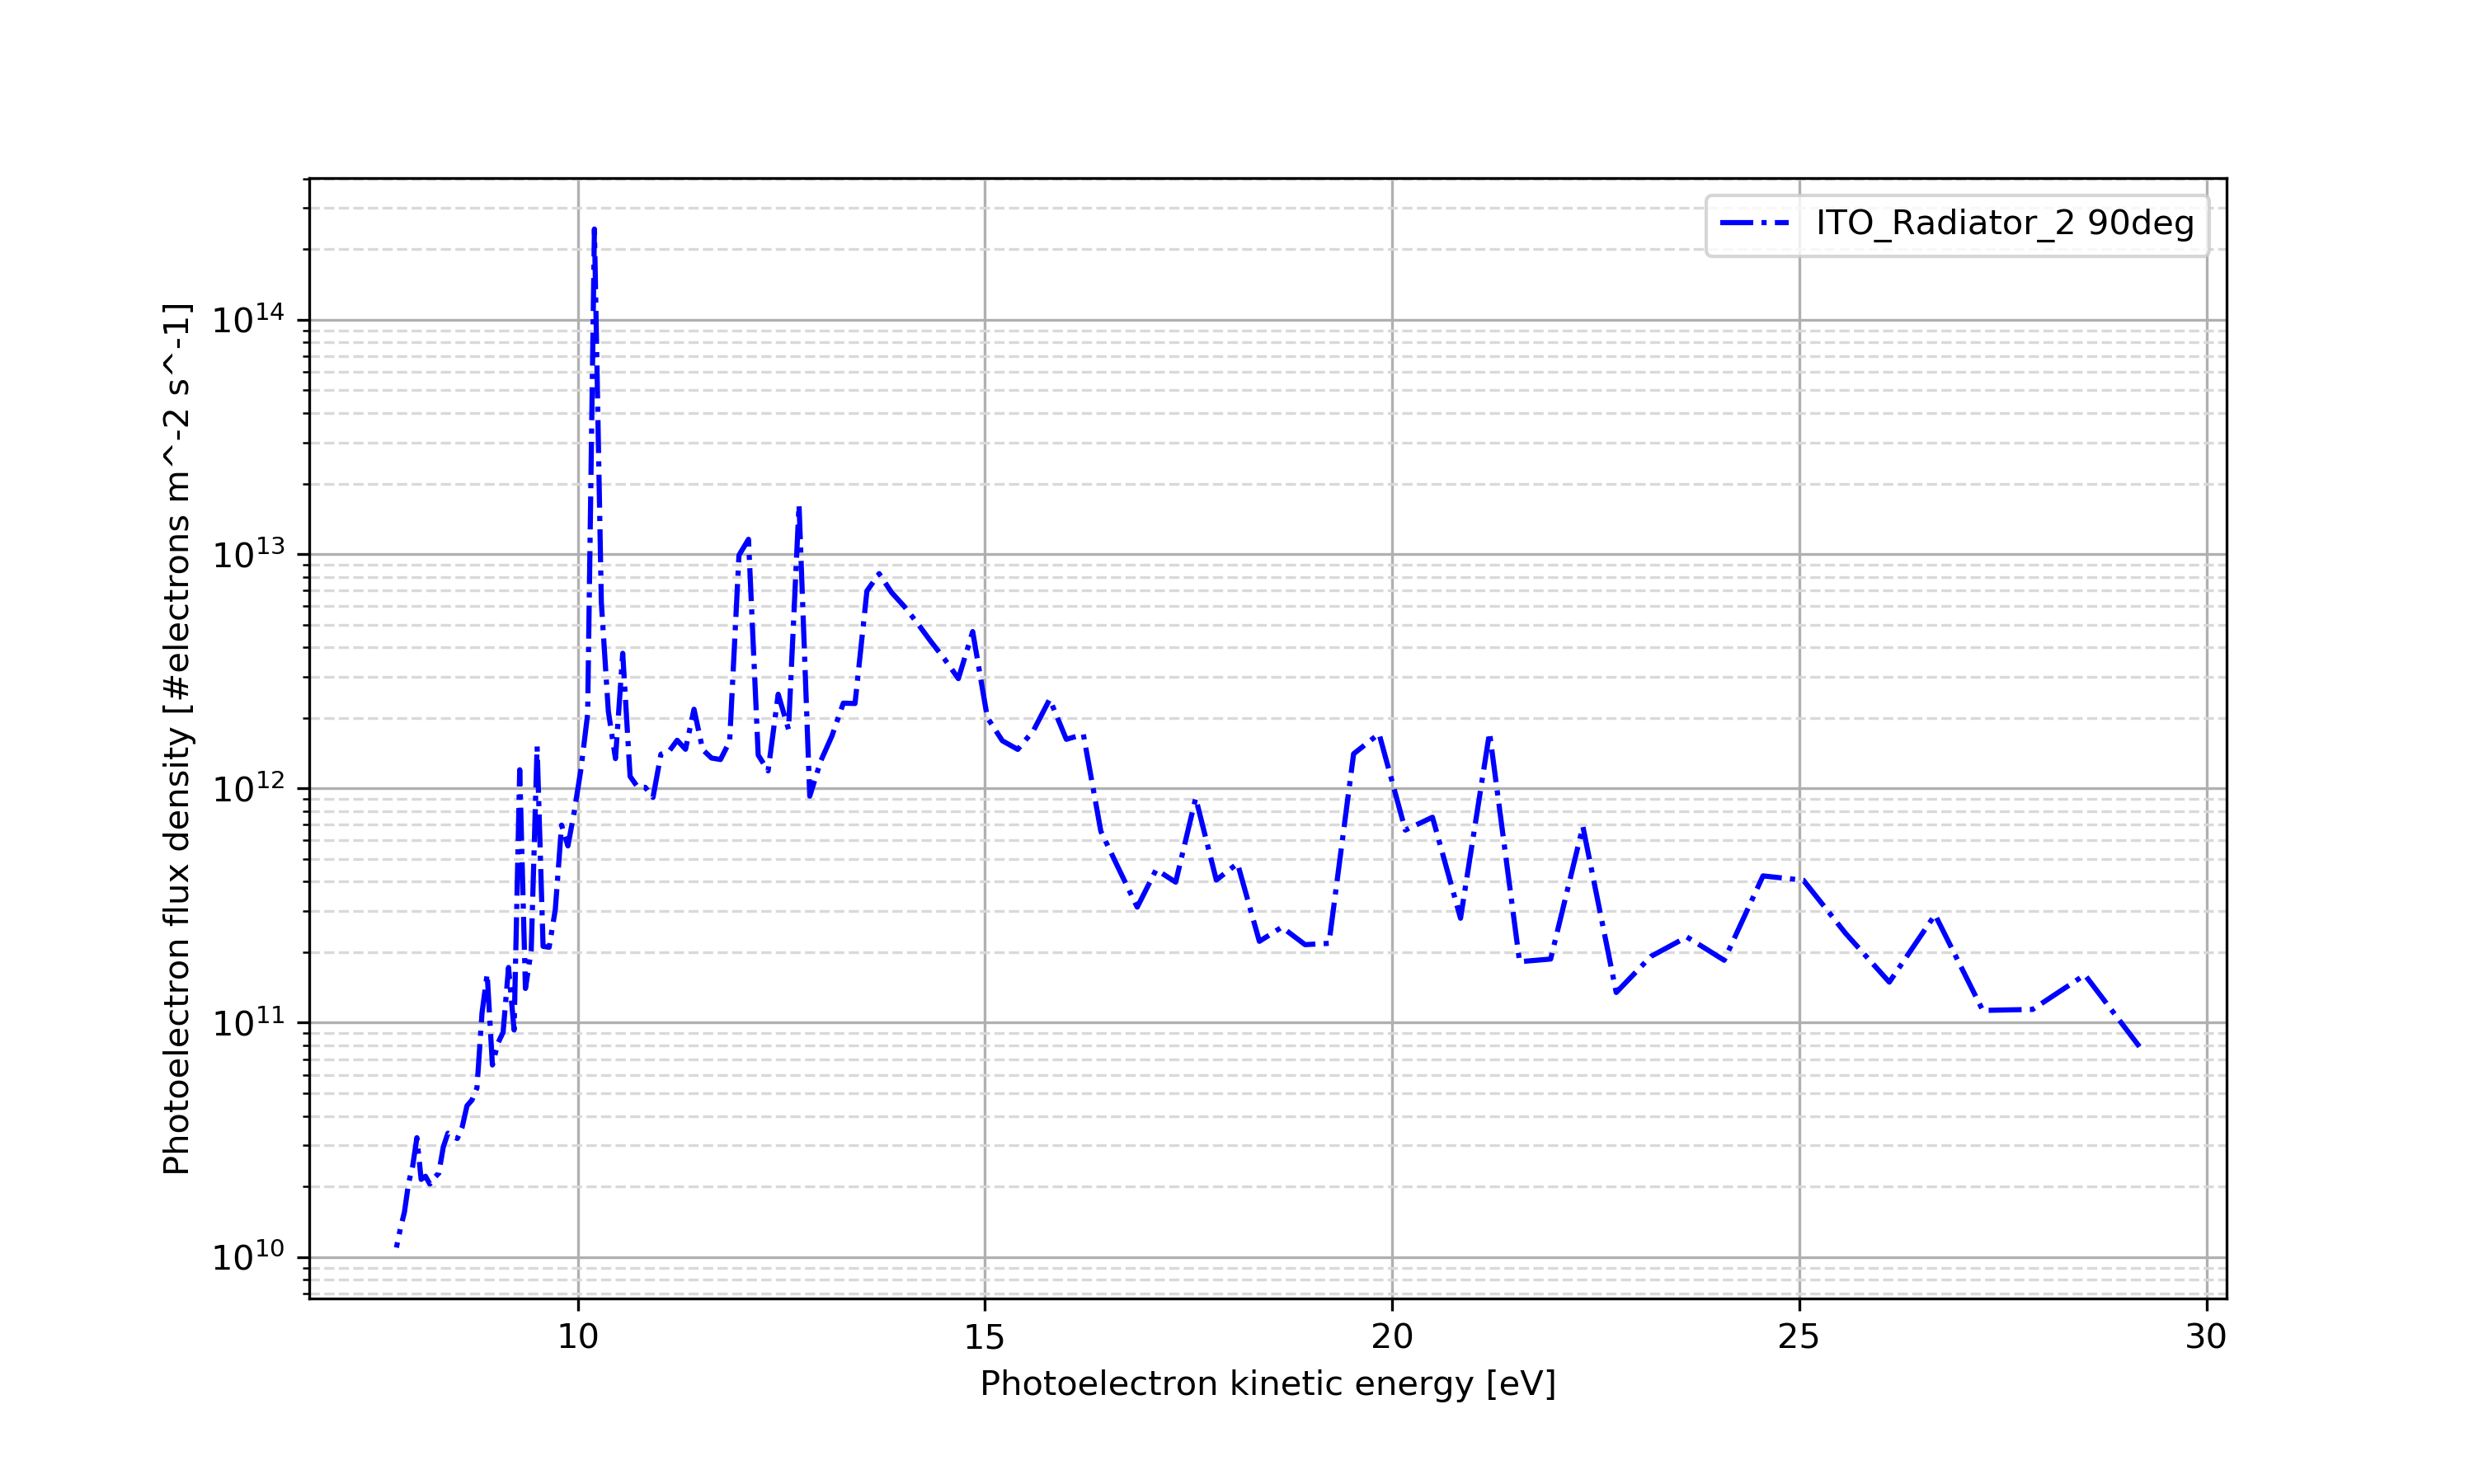 ITO_Radiator_2 90deg
Photoelectron flux density [#electrons m^-2 s^-1]
10^14
10^13
10^12
10^11
10^10
10 15 20 25 30
Photoelectron kinetic energy [eV]